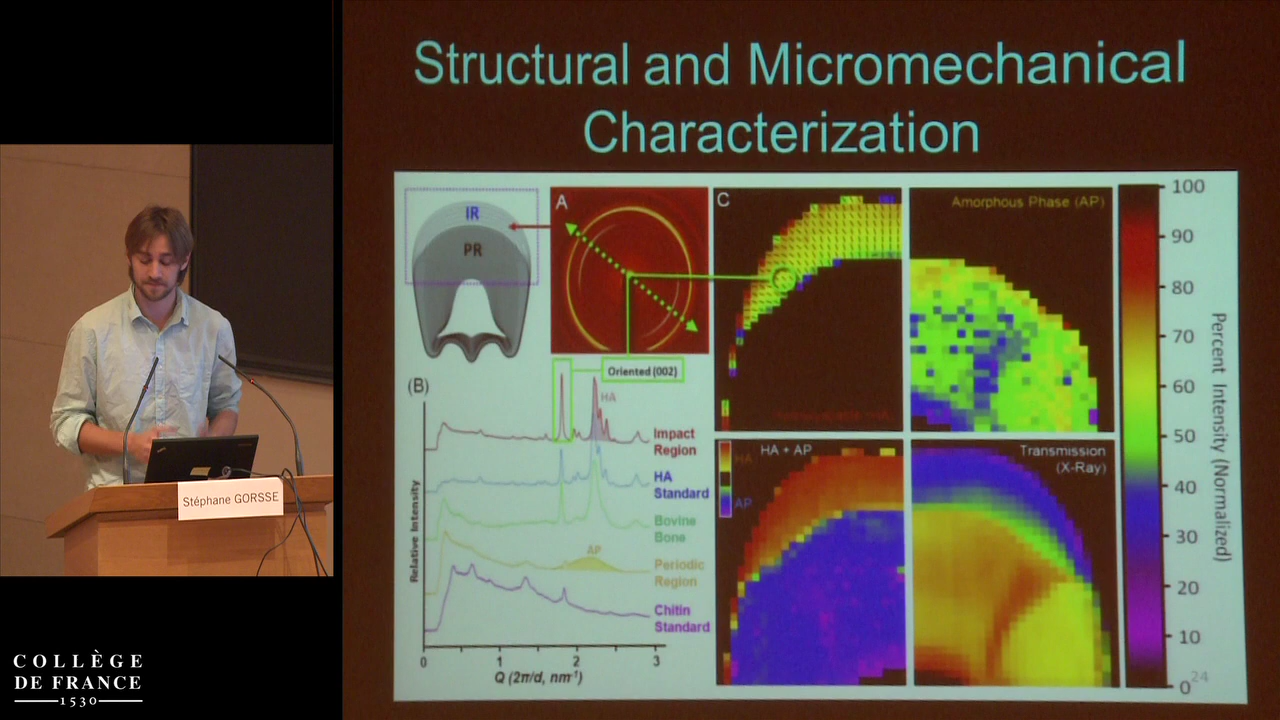 Structural and Micromechanical
Characterization
IR
PR
A
C
Amorphous Phase (AP)
100
90
80
70
60
50
40
30
20
10
0
Percent Intensity (Normalized)
Oriented (002)
(B)
HA
Impact
Region
HA
Standard
Bovine
Bone
AP
Periodic
Region
Chitin
Standard
Relative Intensity
0
1
2
3
Q (2π/d, nm⁻¹)
HA
AP
HA + AP
Transmission
(X-Ray)
24
Stéphane GORSSE
COLLÈGE
DE FRANCE
1530